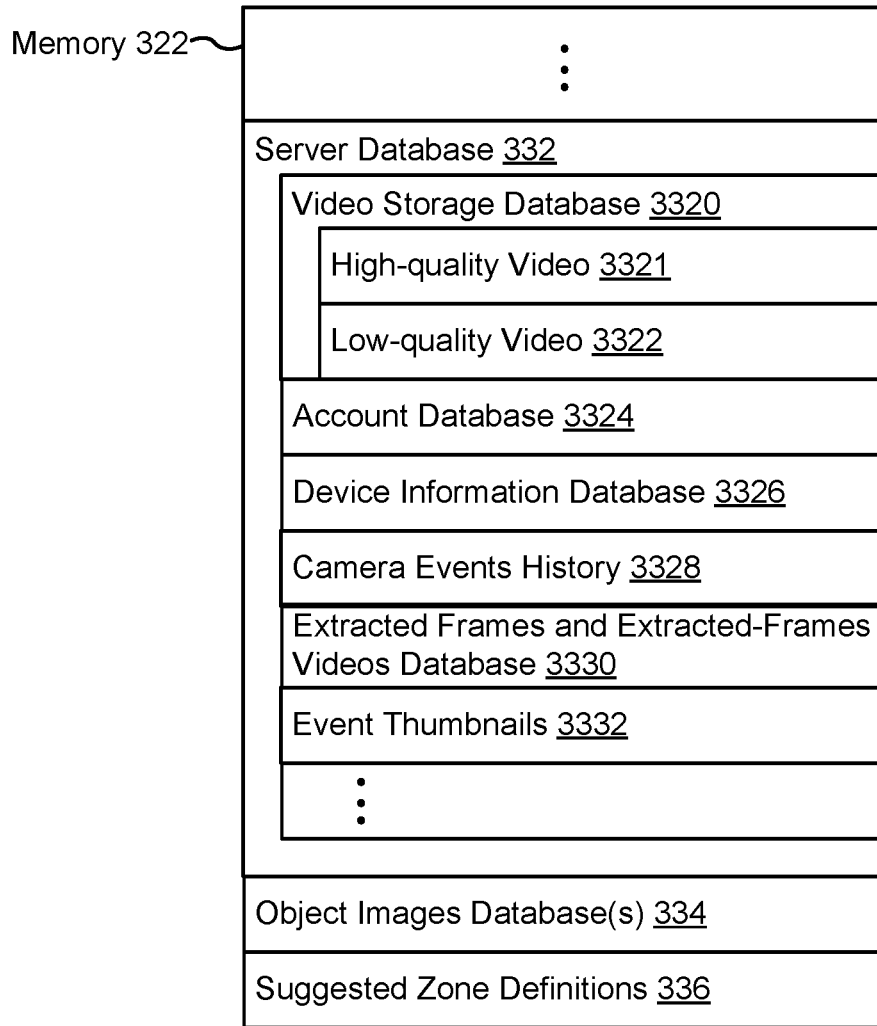 Memory 322
Server Database 332
Video Storage Database 3320
High-quality Video 3321
Low-quality Video 3322
Account Database 3324
Device Information Database 3326
Camera Events History 3328
Extracted Frames and Extracted-Frames
Videos Database 3330
Event Thumbnails 3332
Object Images Database(s) 334
Suggested Zone Definitions 336